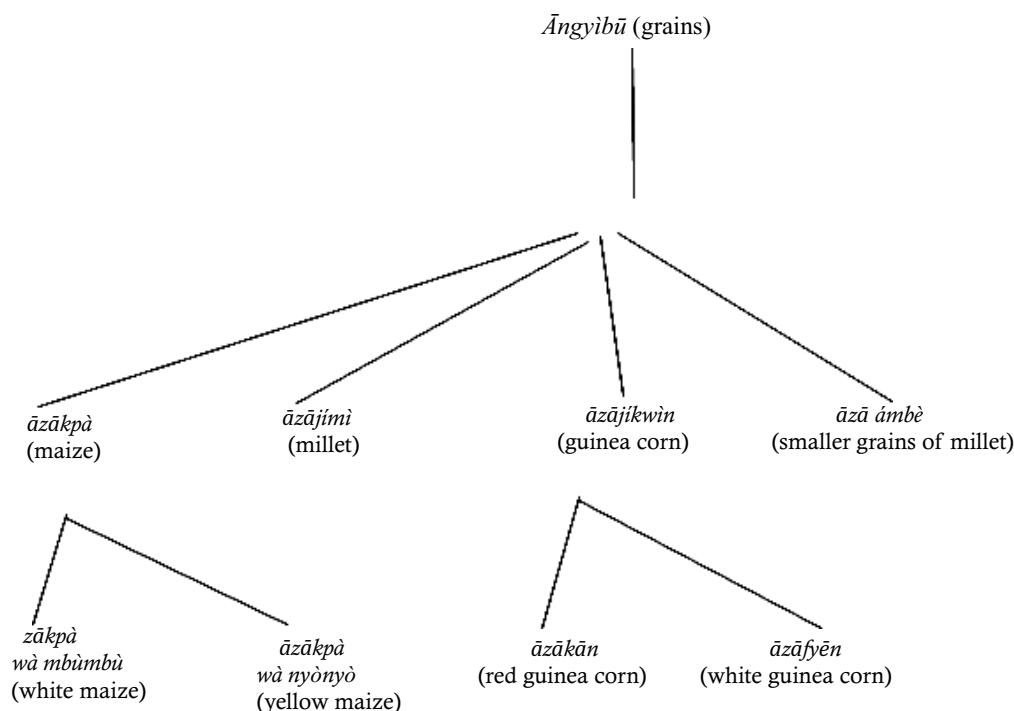 Āngyìbū (grains)
āzākpà
(maize)
āzājímì
(millet)
āzājíkwìn
(guinea corn)
āzā ámbè
(smaller grains of millet)
zākpà
wà mbùmbù
(white maize)
āzākpà
wà nyònyò
(yellow maize)
āzākān
(red guinea corn)
āzāfyēn
(white guinea corn)